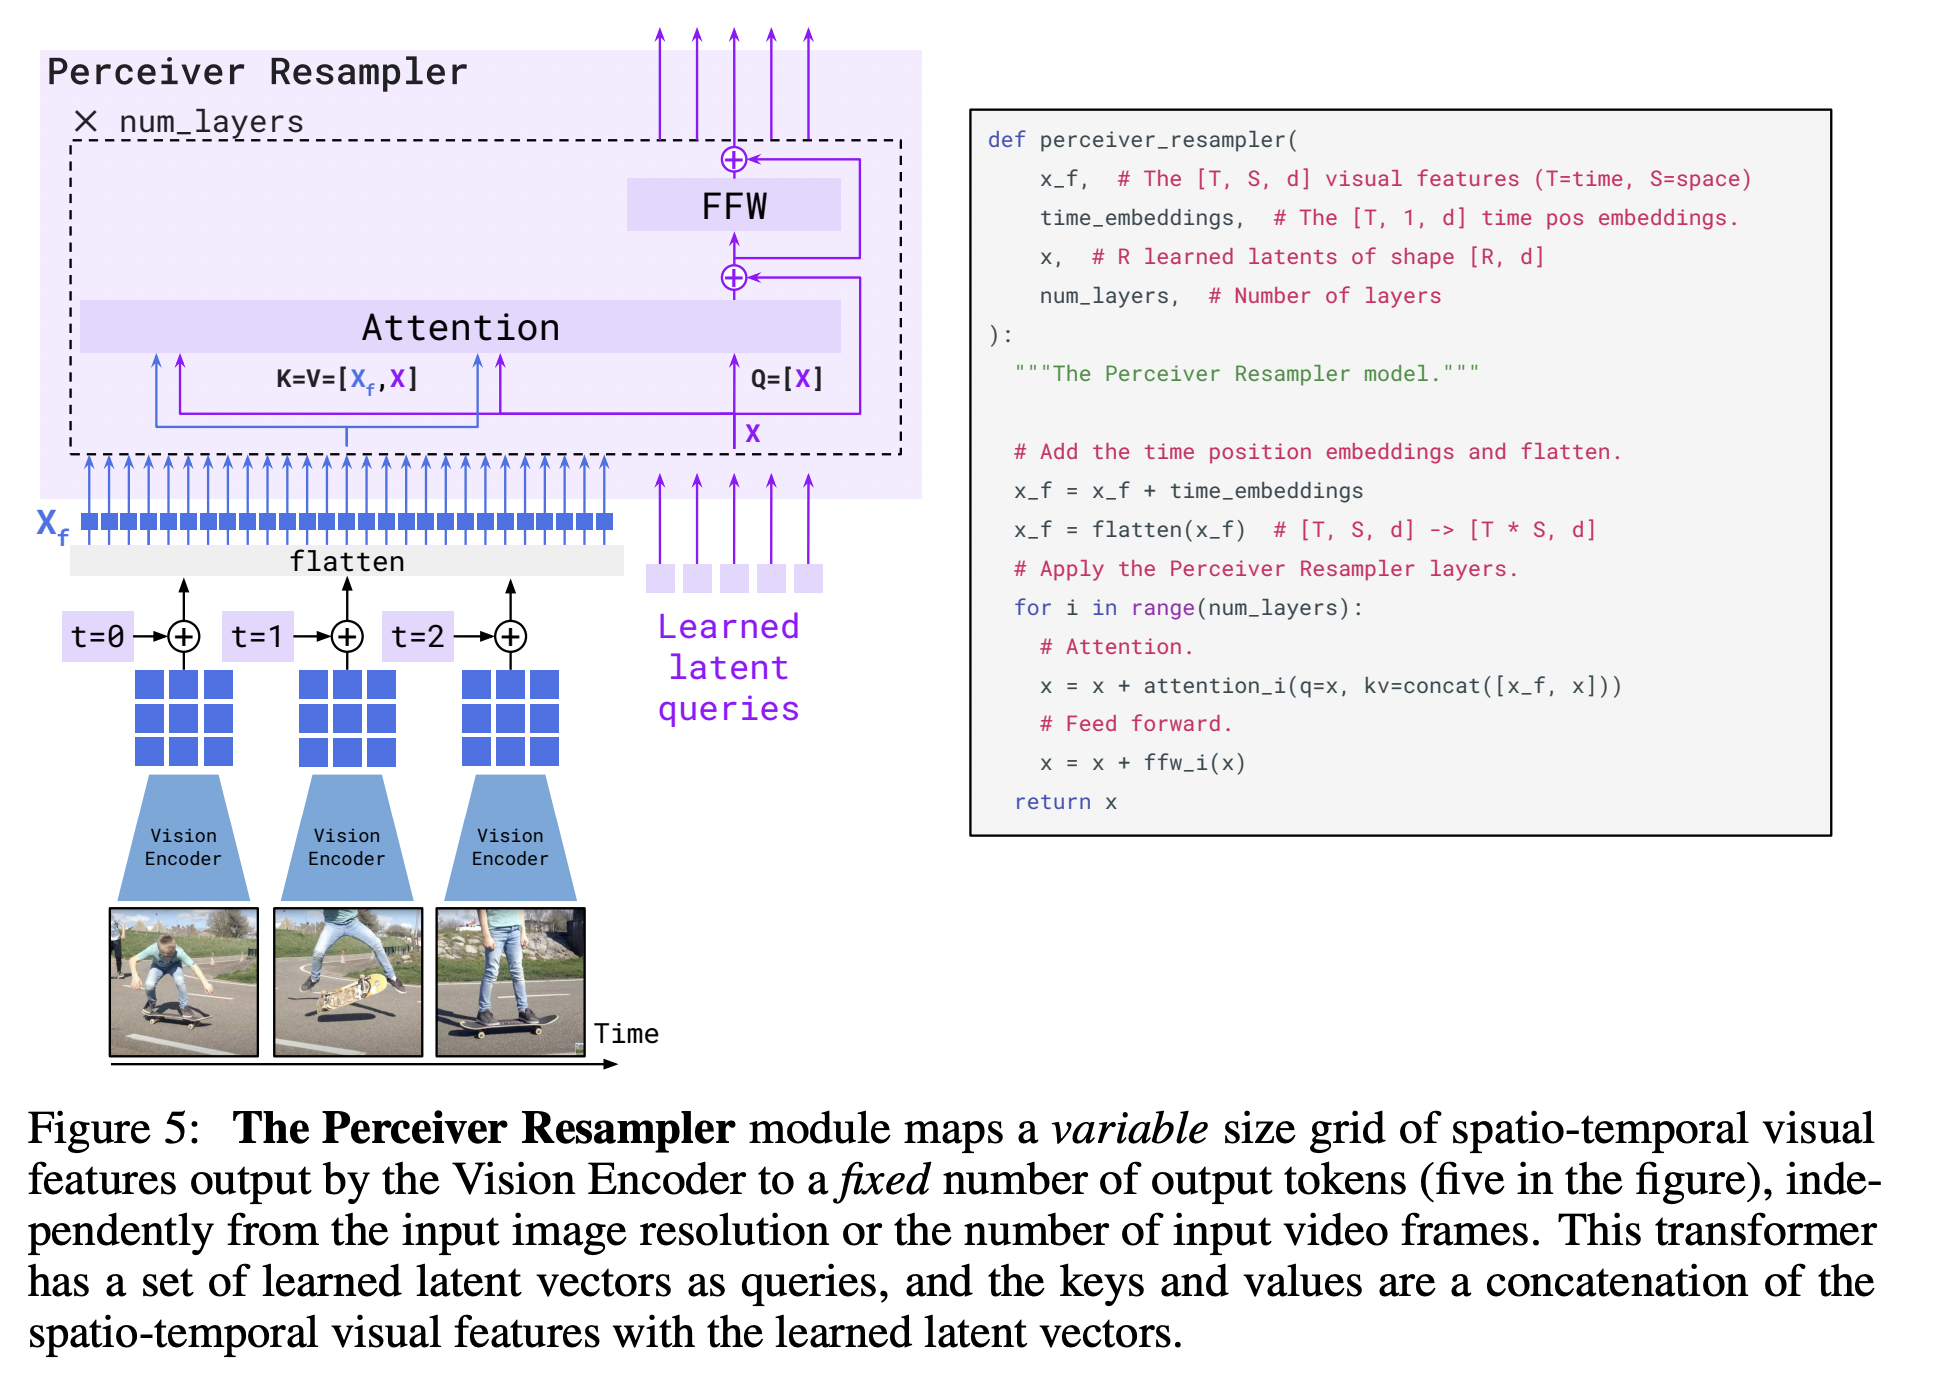 Perceiver Resampler
× num_layers
FFW
Attention
K=V=[Xf,X]
Q=[X]
X
Xf
flatten
t=0
t=1
t=2
Learned
latent
queries
Vision
Encoder
Vision
Encoder
Vision
Encoder
Time
def perceiver_resampler(
x_f,  # The [T, S, d] visual features (T=time, S=space)
time_embeddings,  # The [T, 1, d] time pos embeddings.
x,  # R learned latents of shape [R, d]
num_layers,  # Number of layers
):
"""The Perceiver Resampler model."""
# Add the time position embeddings and flatten.
x_f = x_f + time_embeddings
x_f = flatten(x_f)  # [T, S, d] -> [T * S, d]
# Apply the Perceiver Resampler layers.
for i in range(num_layers):
# Attention.
x = x + attention_i(q=x, kv=concat([x_f, x]))
# Feed forward.
x = x + ffw_i(x)
return x
Figure 5: The Perceiver Resampler module maps a variable size grid of spatio-temporal visual
features output by the Vision Encoder to a fixed number of output tokens (five in the figure), inde-
pendently from the input image resolution or the number of input video frames. This transformer
has a set of learned latent vectors as queries, and the keys and values are a concatenation of the
spatio-temporal visual features with the learned latent vectors.